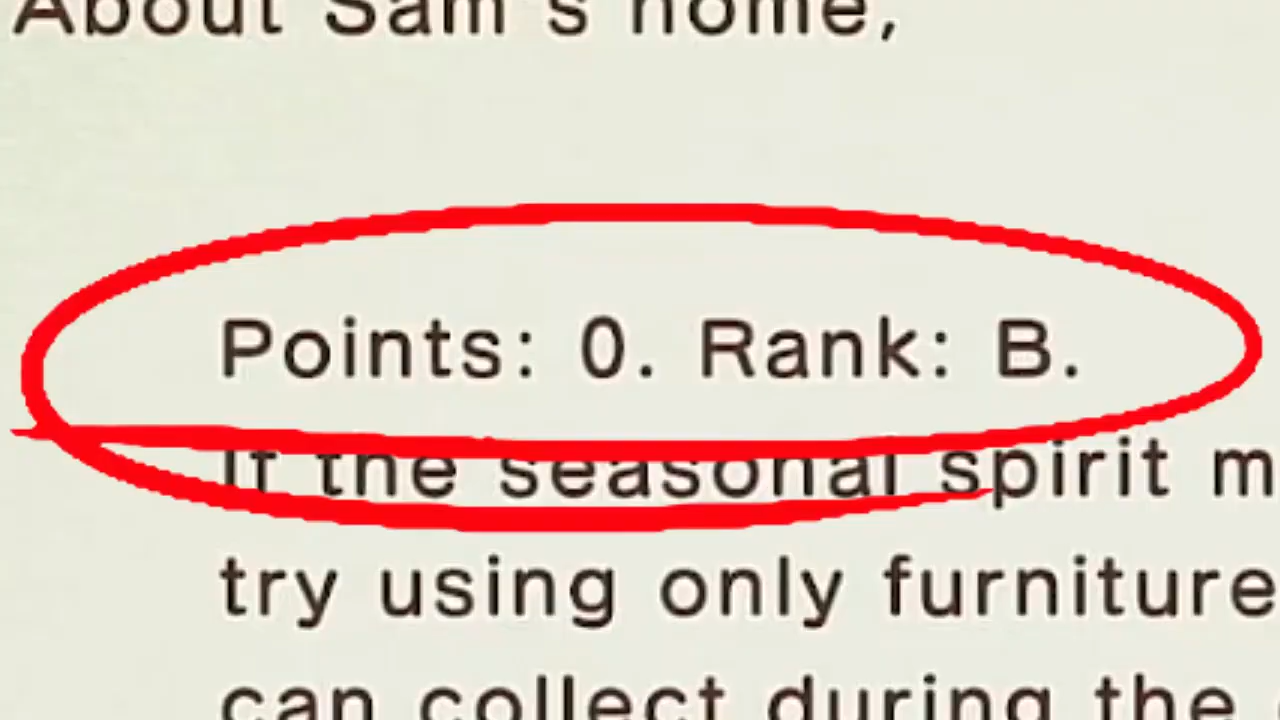 About Sam's home,
Points: 0. Rank: B.
If the seasonal spirit m
try using only furniture
can collect during the